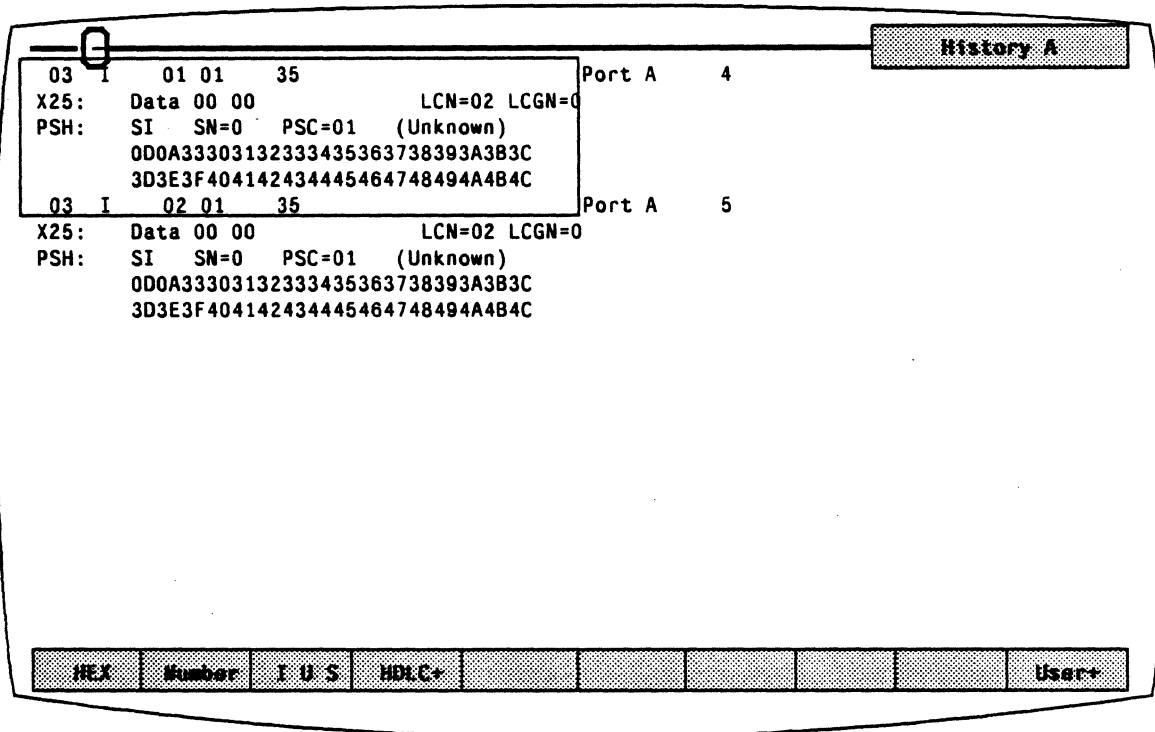 History A
03 I 01 01 35 Port A 4
X25: Data 00 00 LCN=02 LCGN=0
PSH: SI SN=0 PSC=01 (Unknown)
0D0A33303132333435363738393A3B3C
3D3E3F404142434445464748494A4B4C
03 I 02 01 35 Port A 5
X25: Data 00 00 LCN=02 LCGN=0
PSH: SI SN=0 PSC=01 (Unknown)
0D0A33303132333435363738393A3B3C
3D3E3F404142434445464748494A4B4C
HEX Number I U S HDLC+ User+